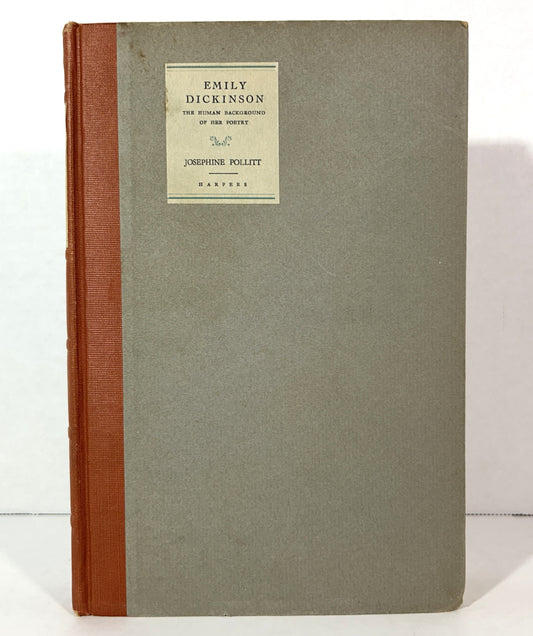 EMILY
DICKINSON
THE HUMAN BACKGROUND
OF HER POETRY
JOSEPHINE POLLITT
HARPERS